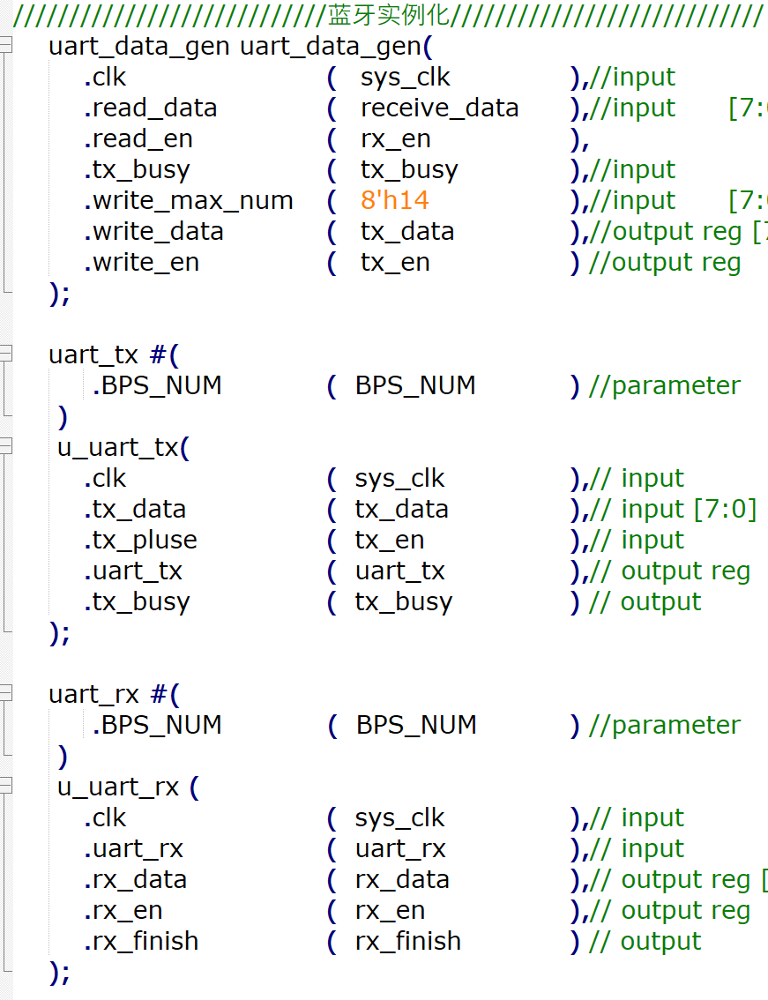 ////////////////////////////蓝牙实例化////////////////////////////
uart_data_gen uart_data_gen(
.clk ( sys_clk ),//input
.read_data ( receive_data ),//input [7:
.read_en ( rx_en ),
.tx_busy ( tx_busy ),//input
.write_max_num ( 8'h14 ),//input [7:
.write_data ( tx_data ),//output reg [7
.write_en ( tx_en ) //output reg
);
uart_tx #(
.BPS_NUM ( BPS_NUM ) //parameter
)
u_uart_tx(
.clk ( sys_clk ),// input
.tx_data ( tx_data ),// input [7:0]
.tx_pluse ( tx_en ),// input
.uart_tx ( uart_tx ),// output reg
.tx_busy ( tx_busy ) // output
);
uart_rx #(
.BPS_NUM ( BPS_NUM ) //parameter
)
u_uart_rx (
.clk ( sys_clk ),// input
.uart_rx ( uart_rx ),// input
.rx_data ( rx_data ),// output reg [
.rx_en ( rx_en ),// output reg
.rx_finish ( rx_finish ) // output
);